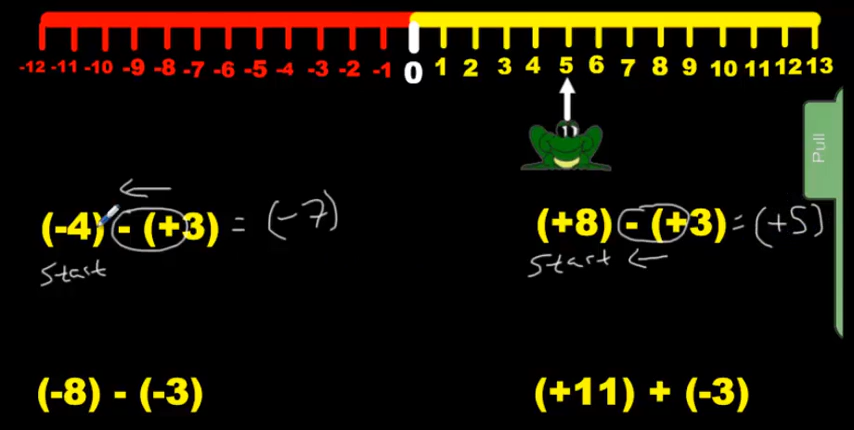 -12 -11 -10 -9 -8 -7 -6 -5 -4 -3 -2 -1 0 1 2 3 4 5 6 7 8 9 10 11 12 13
Pull
(-4) - (+3) = (-7)
Start
(+8) - (+3) = (+5)
Start
(-8) - (-3)
(+11) + (-3)